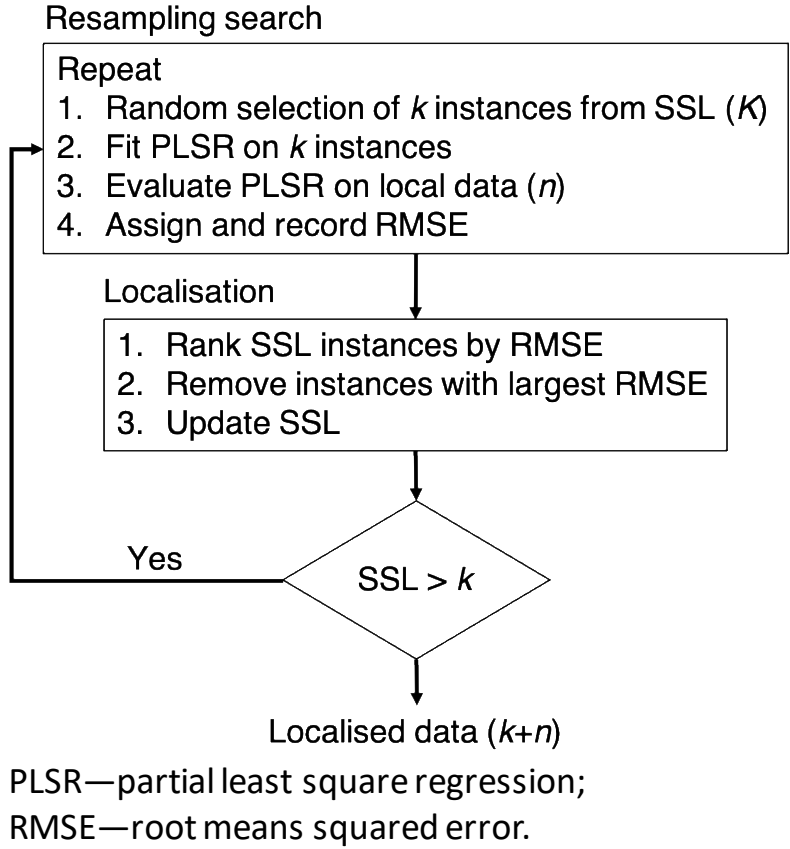 Resampling search
Repeat
1. Random selection of k instances from SSL (K)
2. Fit PLSR on k instances
3. Evaluate PLSR on local data (n)
4. Assign and record RMSE
Localisation
1. Rank SSL instances by RMSE
2. Remove instances with largest RMSE
3. Update SSL
Yes
SSL > k
Localised data (k+n)
PLSR—partial least square regression;
RMSE—root means squared error.